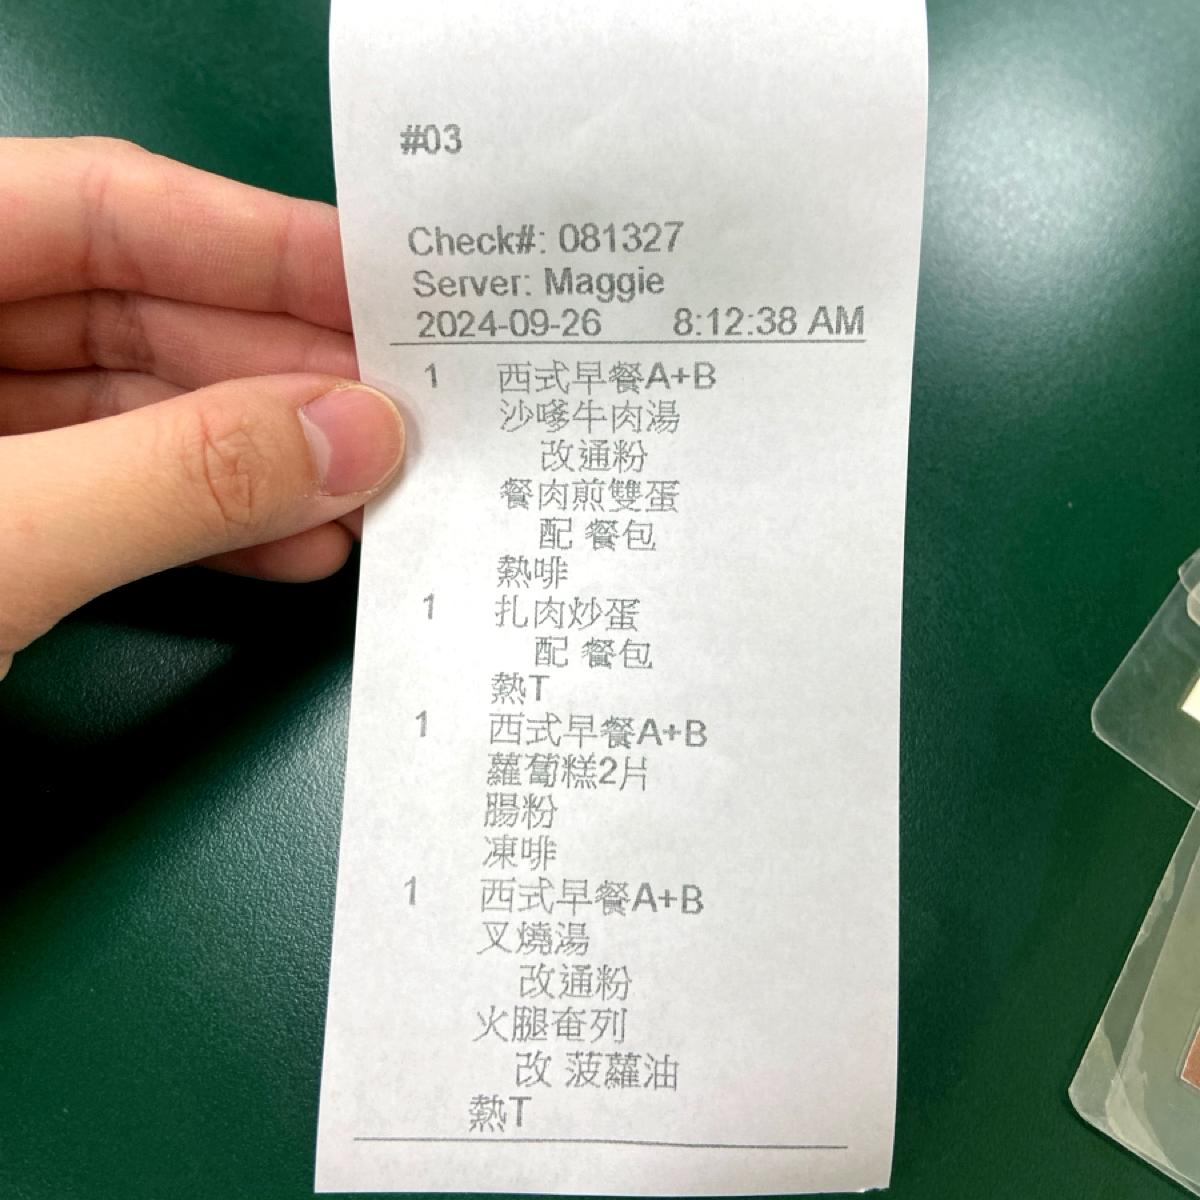 #03
Check#: 081327
Server: Maggie
2024-09-26 8:12:38 AM
1 西式早餐A+B
沙嗲牛肉湯
改通粉
餐肉煎雙蛋
配 餐包
熱啡
1 扎肉炒蛋
配 餐包
熱T
1 西式早餐A+B
蘿蔔糕2片
腸粉
凍啡
1 西式早餐A+B
叉燒湯
改通粉
火腿奄列
改 菠蘿油
熱T